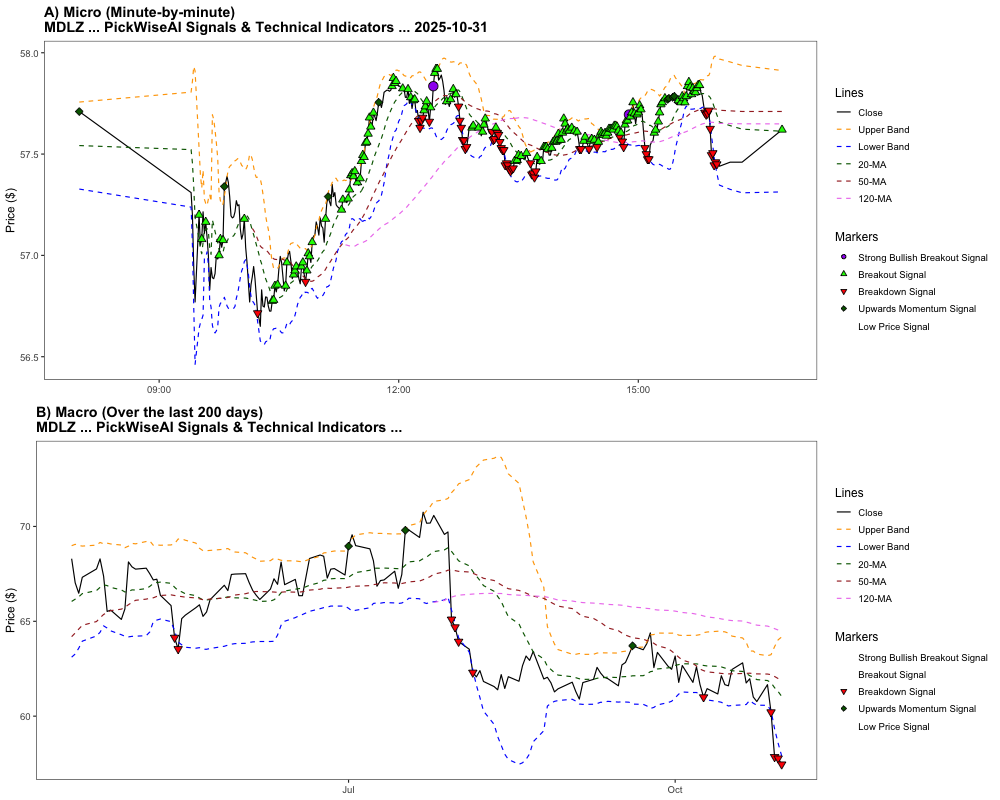 A) Micro (Minute-by-minute)
MDLZ ... PickWiseAI Signals & Technical Indicators ... 2025-10-31
Price ($)
58.0
57.5
57.0
56.5
09:00
12:00
15:00
Lines
Close
Upper Band
Lower Band
20-MA
50-MA
120-MA
Markers
Strong Bullish Breakout Signal
Breakout Signal
Breakdown Signal
Upwards Momentum Signal
Low Price Signal
B) Macro (Over the last 200 days)
MDLZ ... PickWiseAI Signals & Technical Indicators ...
Price ($)
70
65
60
Jul
Oct
Lines
Close
Upper Band
Lower Band
20-MA
50-MA
120-MA
Markers
Strong Bullish Breakout Signal
Breakout Signal
Breakdown Signal
Upwards Momentum Signal
Low Price Signal